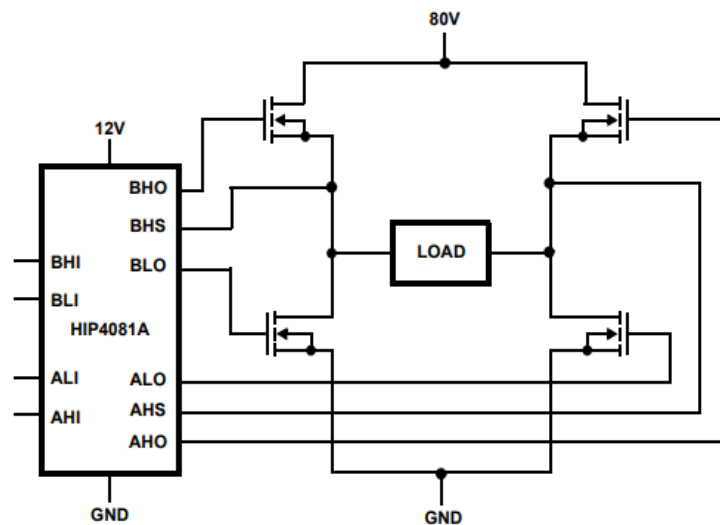 80V
12V
BHO
BHS
BHI
BLO
LOAD
BLI
HIP4081A
ALI
ALO
AHI
AHS
AHO
GND
GND